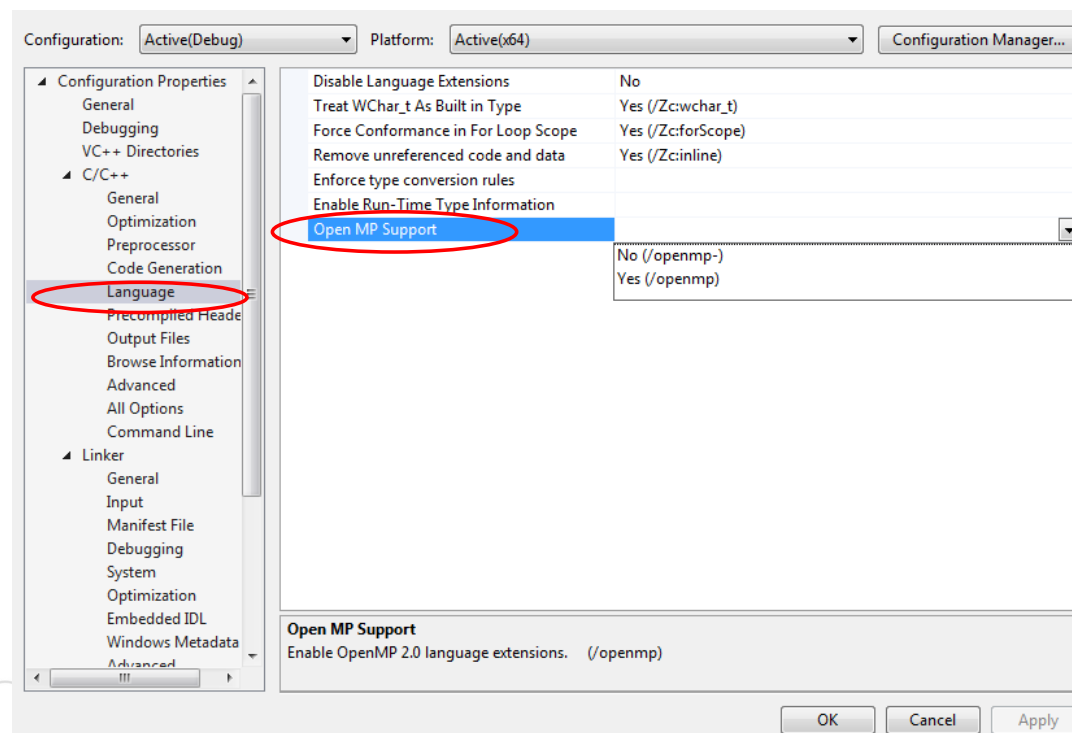 Configuration: Active(Debug) Platform: Active(x64) Configuration Manager...
Configuration Properties
General
Debugging
VC++ Directories
C/C++
General
Optimization
Preprocessor
Code Generation
Language
Precompiled Heade
Output Files
Browse Information
Advanced
All Options
Command Line
Linker
General
Input
Manifest File
Debugging
System
Optimization
Embedded IDL
Windows Metadata
Advanced
Disable Language Extensions No
Treat WChar_t As Built in Type Yes (/Zc:wchar_t)
Force Conformance in For Loop Scope Yes (/Zc:forScope)
Remove unreferenced code and data Yes (/Zc:inline)
Enforce type conversion rules
Enable Run-Time Type Information
Open MP Support
No (/openmp-)
Yes (/openmp)
Open MP Support
Enable OpenMP 2.0 language extensions. (/openmp)
OK Cancel Apply